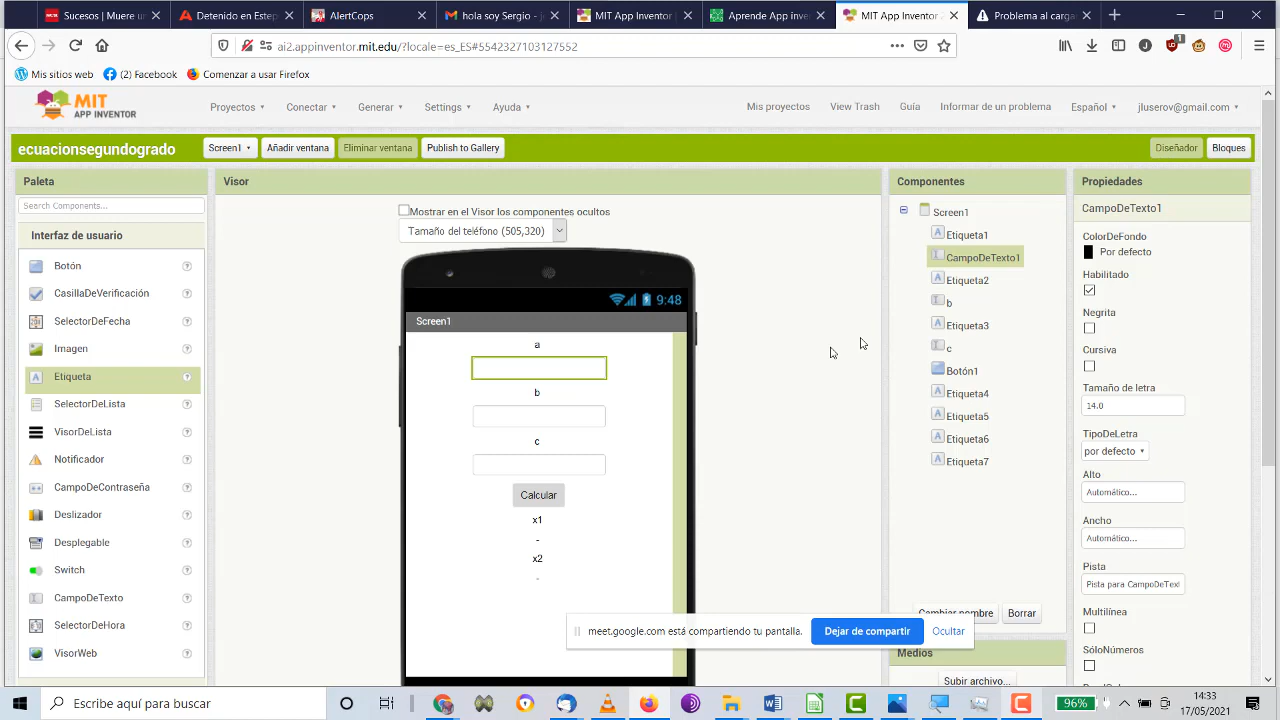 SUCESOS | Mueren u
Detenido en Estep
AlertCops
hola soy Sergio - jc
MIT App Inventor
Aprende App Inven
MIT App Inventor
Problema al carga
ai2.appinventor.mit.edu/?locale=es_ES#5542327103127552
Mis sitios web
(2) Facebook
Comenzar a usar Firefox
MIT
APP INVENTOR
Proyectos
Conectar
Generar
Settings
Ayuda
Mis proyectos
View Trash
Guía
Informar de un problema
Español
jluserov@gmail.com
ecuacionsegundogrado
Screen1
Añadir ventana
Eliminar ventana
Publish to Gallery
Diseñador
Bloques
Paleta
Search Components...
Interfaz de usuario
Botón
CasillaDeVerificación
SelectorDeFecha
Imagen
Etiqueta
SelectorDeLista
VisorDeLista
Notificador
CampoDeContraseña
Deslizador
Desplegable
Switch
CampoDeTexto
SelectorDeHora
VisorWeb
Visor
Mostrar en el Visor los componentes ocultos
Tamaño del teléfono (505,320)
9:48
Screen1
a
b
c
Calcular
x1
-
x2
-
meet.google.com está compartiendo tu pantalla.
Dejar de compartir
Ocultar
Componentes
Screen1
Etiqueta1
CampoDeTexto1
Etiqueta2
b
Etiqueta3
c
Botón1
Etiqueta4
Etiqueta5
Etiqueta6
Etiqueta7
Cambiar nombre
Borrar
Medios
Subir archivo...
Propiedades
CampoDeTexto1
ColorDeFondo
Por defecto
Habilitado
Negrita
Cursiva
Tamaño de letra
14.0
TipoDeLetra
por defecto
Alto
Automático...
Ancho
Automático...
Pista
Pista para CampoDeText
Multilínea
SóloNúmeros
Escribe aquí para buscar
96%
14:33
17/05/2021